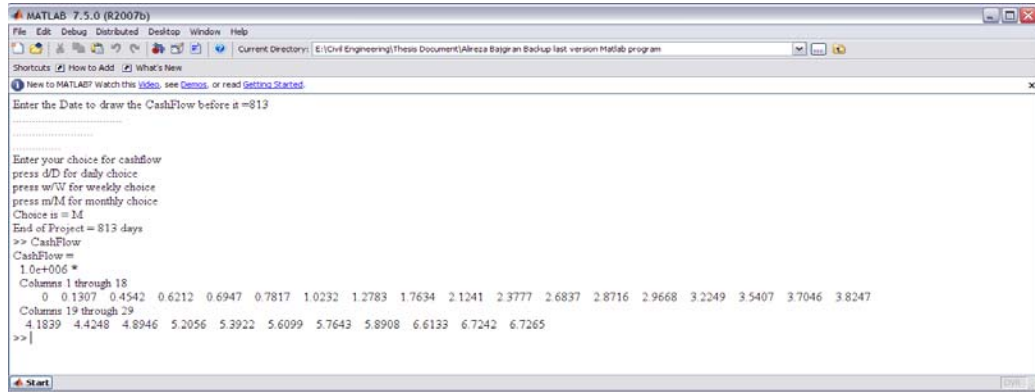 MATLAB 7.5.0 (R2007b)
File Edit Debug Distributed Desktop Window Help
Current Directory: E:\Civil Engineering\Thesis Document\Alireza Bajgiran Backup last version Matlab program
Shortcuts How to Add What's New
New to MATLAB? Watch this Video, see Demos, or read Getting Started.
Enter the Date to draw the CashFlow before it =813
Enter your choice for cashflow
press d/D for daily choice
press w/W for weekly choice
press m/M for monthly choice
Choice is = M
End of Project = 813 days
>> CashFlow
CashFlow =
1.0e+006 *
Columns 1 through 18
0 0.1307 0.4542 0.6212 0.6947 0.7817 1.0232 1.2783 1.7634 2.1241 2.3777 2.6837 2.8716 2.9668 3.2249 3.5407 3.7046 3.8247
Columns 19 through 29
4.1839 4.4248 4.8946 5.2056 5.3922 5.6099 5.7643 5.8908 6.6133 6.7242 6.7265
>>
Start
OVR